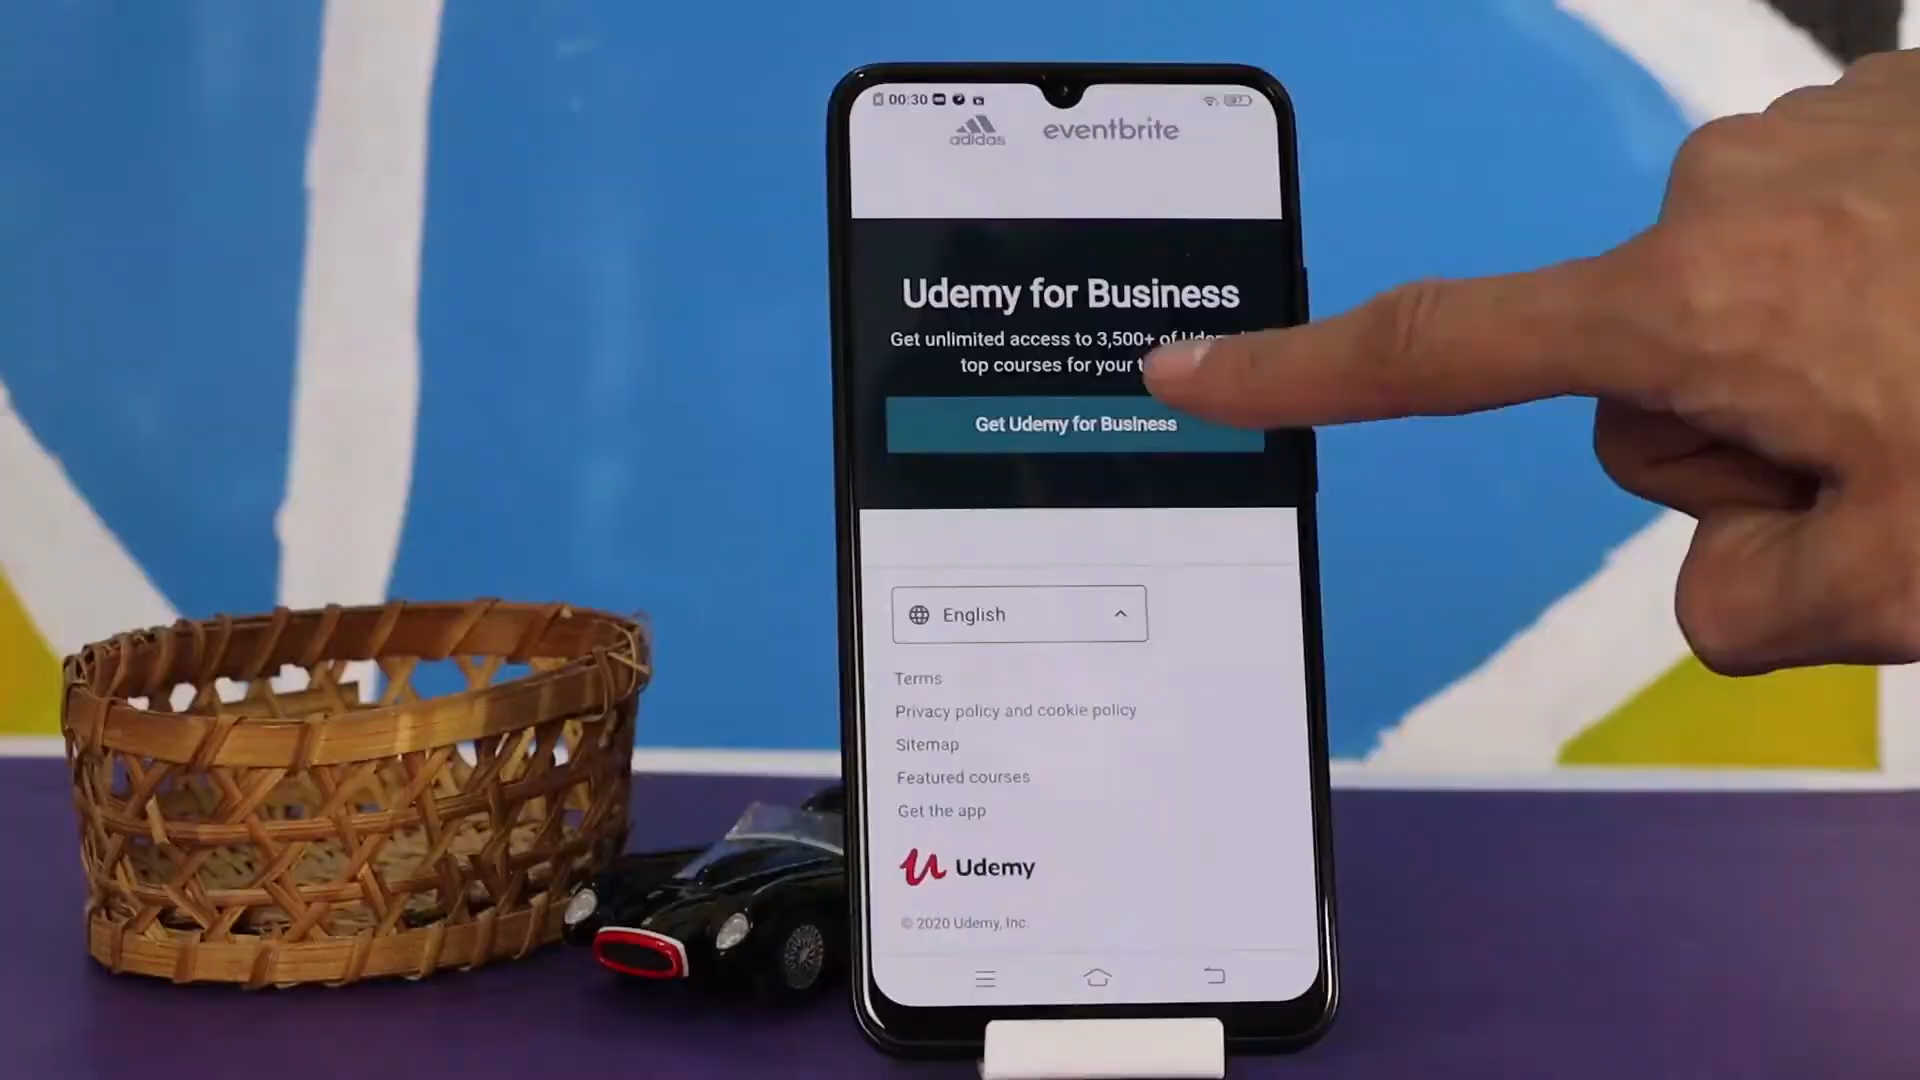 00:30
adidas
eventbrite
Udemy for Business
Get unlimited access to 3,500+ of
top courses for your
Get Udemy for Business
English
Terms
Privacy policy and cookie policy
Sitemap
Featured courses
Get the app
Udemy
© 2020 Udemy, Inc.